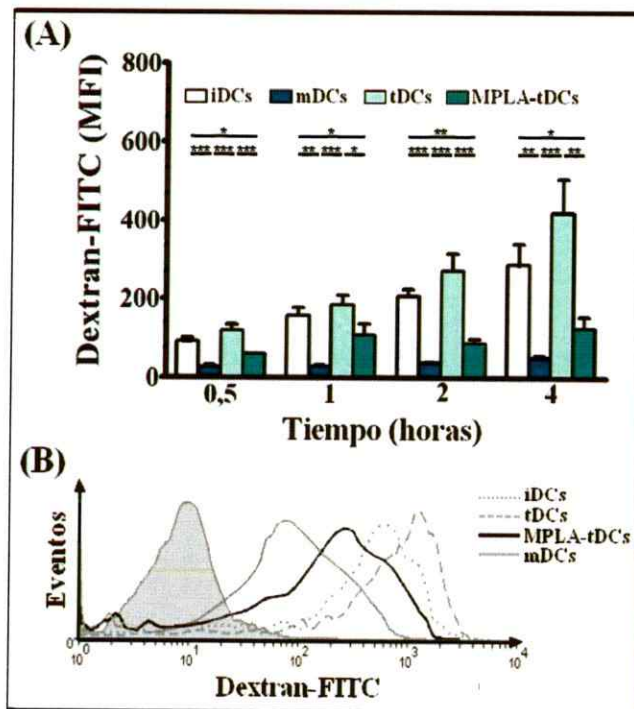 (A)
Dextran-FITC (MFI)
800
600
400
200
0
iDCs mDCs tDCs MPLA-tDCs
* * ** *
*** *** *** ** *** * *** *** *** ** *** **
0,5 1 2 4
Tiempo (horas)
(B)
Eventos
0
iDCs
tDCs
MPLA-tDCs
mDCs
10^0 10^1 10^2 10^3 10^4
Dextran-FITC